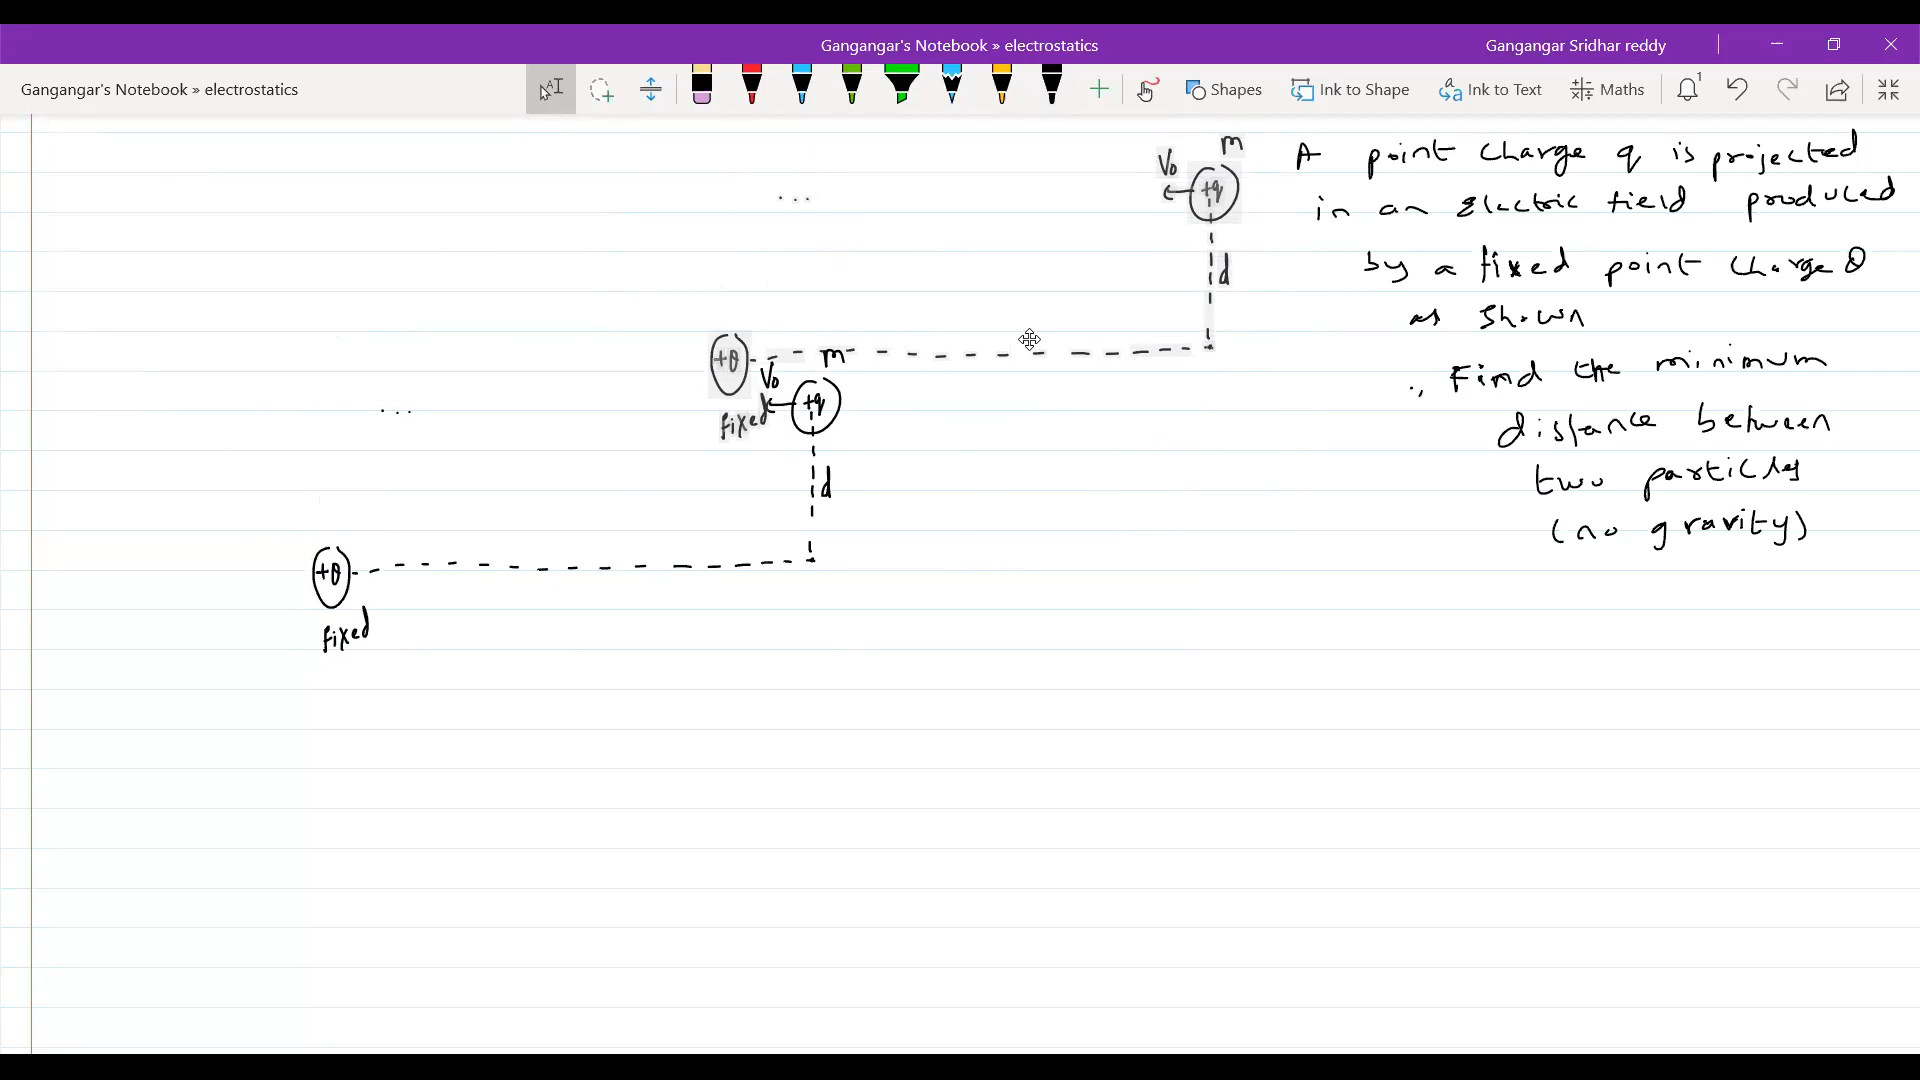 Gangangar's Notebook » electrostatics
Gangangar Sridhar reddy
Gangangar's Notebook » electrostatics
Shapes
Ink to Shape
Ink to Text
Maths
1
m
V0
+q
d
+Q
fixed
m
V0
+q
d
+Q
fixed
A point charge q is projected
in an Electric field produced
by a fixed point charge Q
as shown
Find the minimum
distance between
two particles
(no gravity)